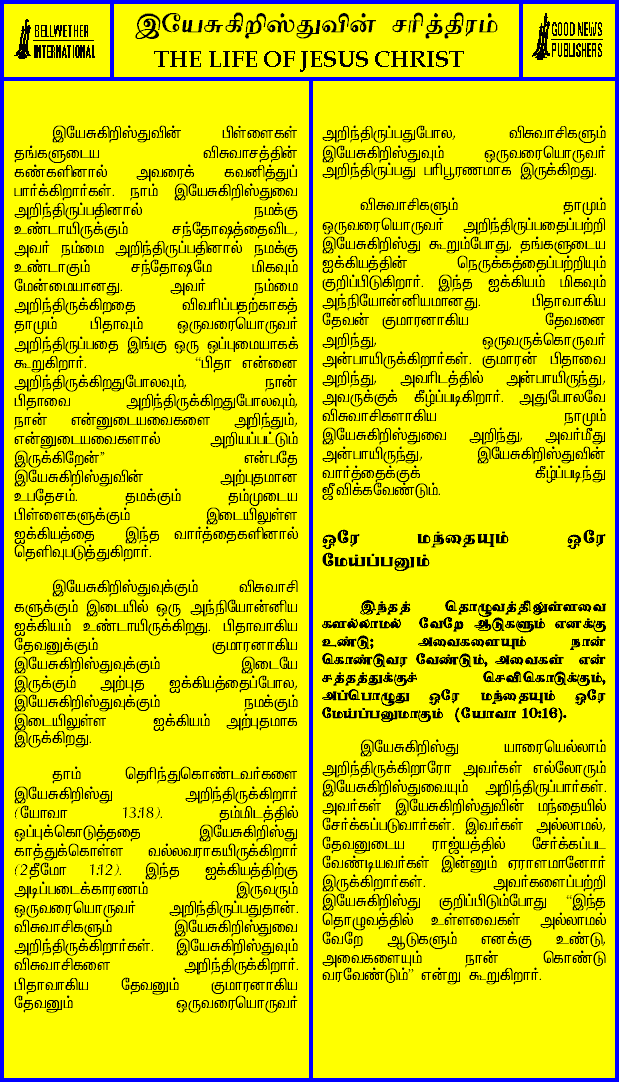 BELLWETHER
INTERNATIONAL
இயேசுகிறிஸ்துவின் சரித்திரம்
THE LIFE OF JESUS CHRIST
GOOD NEWS
PUBLISHERS
இயேசுகிறிஸ்துவின் பிள்ளைகள்
தங்களுடைய விசுவாசத்தின்
கண்களினால் அவரைக் கவனித்துப்
பார்க்கிறார்கள். நாம் இயேசுகிறிஸ்துவை
அறிந்திருப்பதினால் நமக்கு
உண்டாயிருக்கும் சந்தோஷத்தைவிட,
அவர் நம்மை அறிந்திருப்பதினால் நமக்கு
உண்டாகும் சந்தோஷமே மிகவும்
மேன்மையானது. அவர் நம்மை
அறிந்திருக்கிறதை விவரிப்பதற்காகத்
தாமும் பிதாவும் ஒருவரையொருவர்
அறிந்திருப்பதை இங்கு ஒரு ஒப்புமையாகக்
கூறுகிறார். “பிதா என்னை
அறிந்திருக்கிறதுபோலவும், நான்
பிதாவை அறிந்திருக்கிறதுபோலவும்,
நான் என்னுடையவைகளை அறிந்தும்,
என்னுடையவைகளால் அறியப்பட்டும்
இருக்கிறேன்” என்பதே
இயேசுகிறிஸ்துவின் அற்புதமான
உபதேசம். தமக்கும் தம்முடைய
பிள்ளைகளுக்கும் இடையிலுள்ள
ஐக்கியத்தை இந்த வார்த்தைகளினால்
தெளிவுபடுத்துகிறார்.
இயேசுகிறிஸ்துவுக்கும் விசுவாசி
களுக்கும் இடையில் ஒரு அந்நியோன்னிய
ஐக்கியம் உண்டாயிருக்கிறது. பிதாவாகிய
தேவனுக்கும் குமாரனாகிய
இயேசுகிறிஸ்துவுக்கும் இடையே
இருக்கும் அற்புத ஐக்கியத்தைப்போல,
இயேசுகிறிஸ்துவுக்கும் நமக்கும்
இடையிலுள்ள ஐக்கியம் அற்புதமாக
இருக்கிறது.
தாம் தெரிந்துகொண்டவர்களை
இயேசுகிறிஸ்து அறிந்திருக்கிறார்
(யோவா 13:18). தம்மிடத்தில்
ஒப்புக்கொடுத்ததை இயேசுகிறிஸ்து
காத்துக்கொள்ள வல்லவராகயிருக்கிறார்
(2தீமோ 1:12). இந்த ஐக்கியத்திற்கு
அடிப்படைக்காரணம் இருவரும்
ஒருவரையொருவர் அறிந்திருப்பதுதான்.
விசுவாசிகளும் இயேசுகிறிஸ்துவை
அறிந்திருக்கிறார்கள். இயேசுகிறிஸ்துவும்
விசுவாசிகளை அறிந்திருக்கிறார்.
பிதாவாகிய தேவனும் குமாரனாகிய
தேவனும் ஒருவரையொருவர்
அறிந்திருப்பதுபோல, விசுவாசிகளும்
இயேசுகிறிஸ்துவும் ஒருவரையொருவர்
அறிந்திருப்பது பரிபூரணமாக இருக்கிறது.
விசுவாசிகளும் தாமும்
ஒருவரையொருவர் அறிந்திருப்பதைப்பற்றி
இயேசுகிறிஸ்து கூறும்போது, தங்களுடைய
ஐக்கியத்தின் நெருக்கத்தைப்பற்றியும்
குறிப்பிடுகிறார். இந்த ஐக்கியம் மிகவும்
அந்நியோன்னியமானது. பிதாவாகிய
தேவன் குமாரனாகிய தேவனை
அறிந்து, ஒருவருக்கொருவர்
அன்பாயிருக்கிறார்கள். குமாரன் பிதாவை
அறிந்து, அவரிடத்தில் அன்பாயிருந்து,
அவருக்குக் கீழ்ப்படிகிறார். அதுபோலவே
விசுவாசிகளாகிய நாமும்
இயேசுகிறிஸ்துவை அறிந்து, அவர்மீது
அன்பாயிருந்து, இயேசுகிறிஸ்துவின்
வார்த்தைக்குக் கீழ்ப்படிந்து
ஜீவிக்கவேண்டும்.
ஒரே மந்தையும் ஒரே
மேய்ப்பனும்
இந்தத் தொழுவத்திலுள்ளவை
களல்லாமல் வேறே ஆடுகளும் எனக்கு
உண்டு; அவைகளையும் நான்
கொண்டுவர வேண்டும், அவைகள் என்
சத்தத்துக்குச் செவிகொடுக்கும்,
அப்பொழுது ஒரே மந்தையும் ஒரே
மேய்ப்பனுமாகும் (யோவா 10:16).
இயேசுகிறிஸ்து யாரையெல்லாம்
அறிந்திருக்கிறாரோ அவர்கள் எல்லோரும்
இயேசுகிறிஸ்துவையும் அறிந்திருப்பார்கள்.
அவர்கள் இயேசுகிறிஸ்துவின் மந்தையில்
சேர்க்கப்படுவார்கள். இவர்கள் அல்லாமல்,
தேவனுடைய ராஜ்யத்தில் சேர்க்கப்பட
வேண்டியவர்கள் இன்னும் ஏராளமானோர்
இருக்கிறார்கள். அவர்களைப்பற்றி
இயேசுகிறிஸ்து குறிப்பிடும்போது “இந்த
தொழுவத்தில் உள்ளவைகள் அல்லாமல்
வேறே ஆடுகளும் எனக்கு உண்டு,
அவைகளையும் நான் கொண்டு
வரவேண்டும்” என்று கூறுகிறார்.